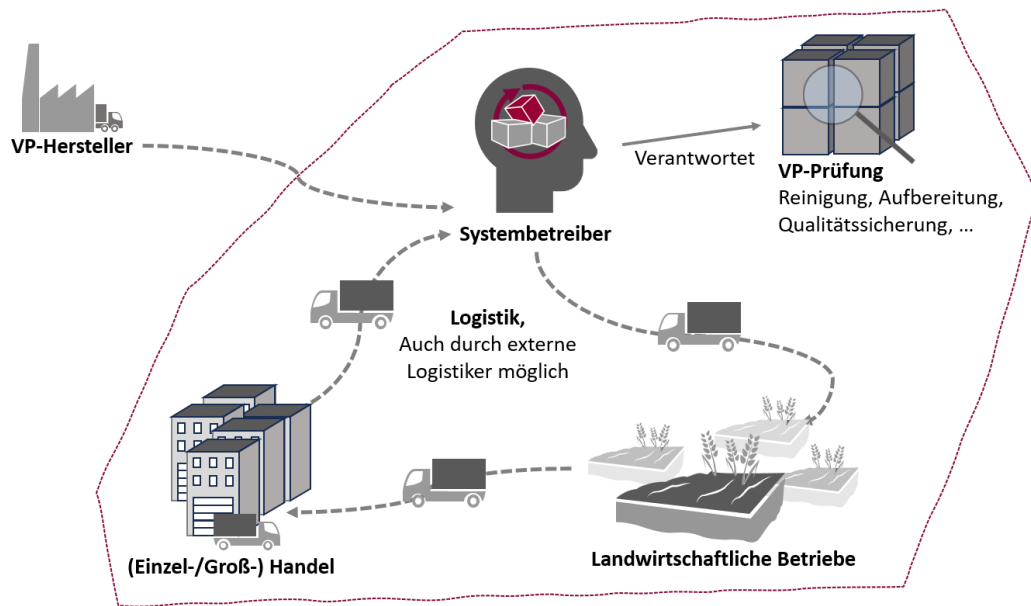 VP-Hersteller
Verantwortet
VP-Prüfung
Reinigung, Aufbereitung,
Qualitätssicherung, ...
Systembetreiber
Logistik,
Auch durch externe
Logistiker möglich
(Einzel-/Groß-) Handel
Landwirtschaftliche Betriebe